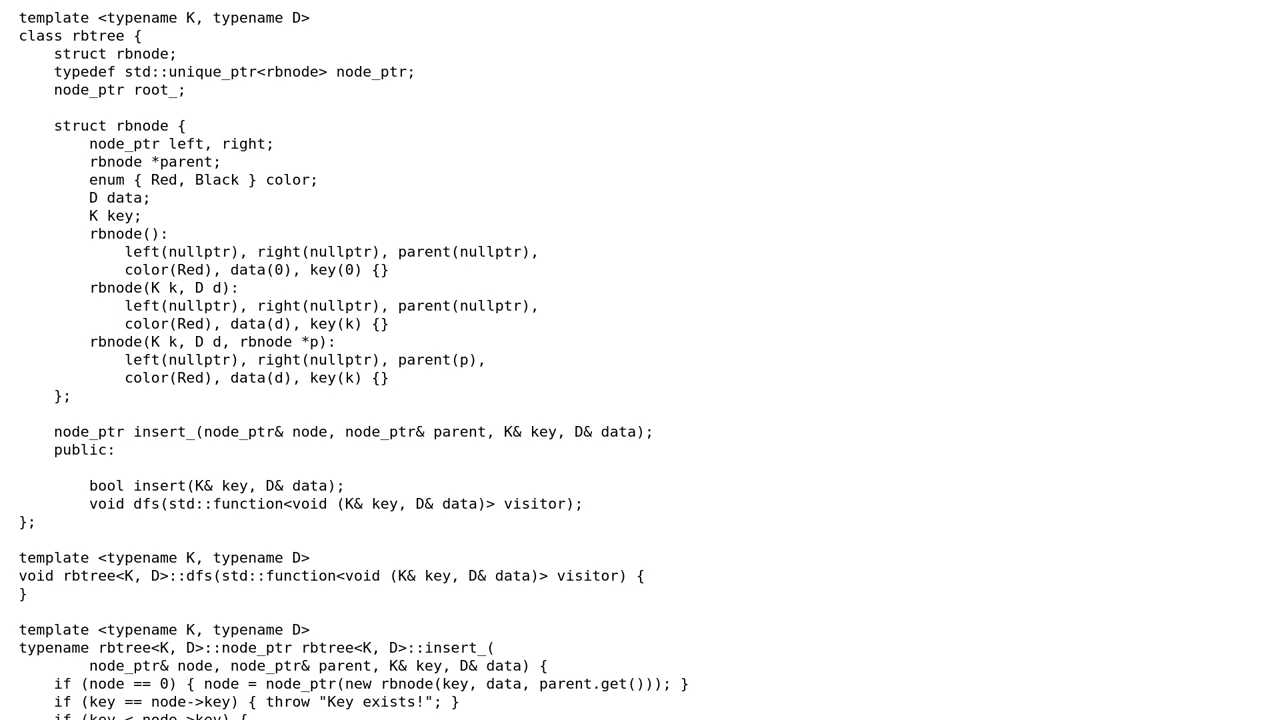 template <typename K, typename D>
class rbtree {
    struct rbnode;
    typedef std::unique_ptr<rbnode> node_ptr;
    node_ptr root_;

    struct rbnode {
        node_ptr left, right;
        rbnode *parent;
        enum { Red, Black } color;
        D data;
        K key;
        rbnode():
            left(nullptr), right(nullptr), parent(nullptr),
            color(Red), data(0), key(0) {}
        rbnode(K k, D d):
            left(nullptr), right(nullptr), parent(nullptr),
            color(Red), data(d), key(k) {}
        rbnode(K k, D d, rbnode *p):
            left(nullptr), right(nullptr), parent(p),
            color(Red), data(d), key(k) {}
    };

    node_ptr insert_(node_ptr& node, node_ptr& parent, K& key, D& data);
    public:

        bool insert(K& key, D& data);
        void dfs(std::function<void (K& key, D& data)> visitor);
};

template <typename K, typename D>
void rbtree<K, D>::dfs(std::function<void (K& key, D& data)> visitor) {
}

template <typename K, typename D>
typename rbtree<K, D>::node_ptr rbtree<K, D>::insert_(
        node_ptr& node, node_ptr& parent, K& key, D& data) {
    if (node == 0) { node = node_ptr(new rbnode(key, data, parent.get())); }
    if (key == node->key) { throw "Key exists!"; }
    if (key < node->key) {